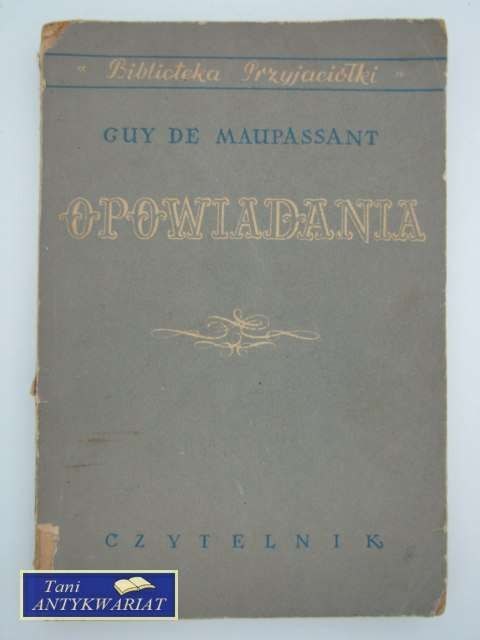 « Biblioteka Przyjaciółki »
GUY DE MAUPASSANT
OPOWIADANIA
CZYTELNIK
Tani
ANTYKWARIAT